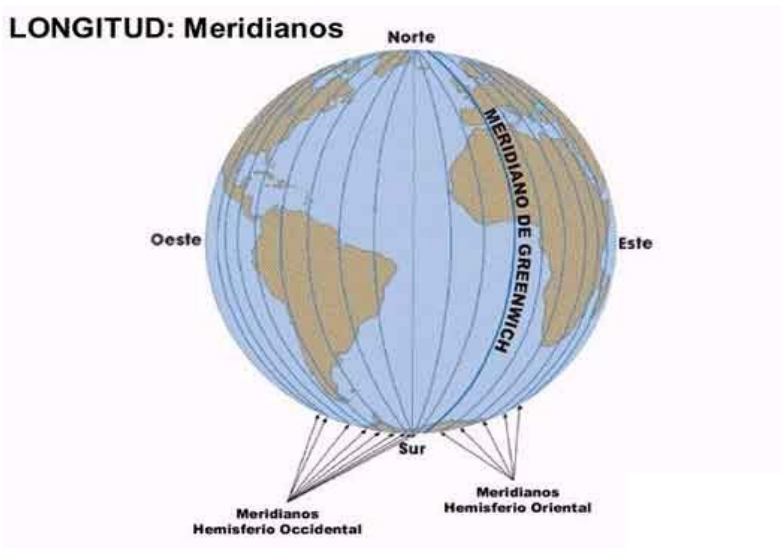 LONGITUD: Meridianos
Norte
MERIDIANO DE GREENWICH
Oeste
Este
Sur
Meridianos
Hemisferio Occidental
Meridianos
Hemisferio Oriental